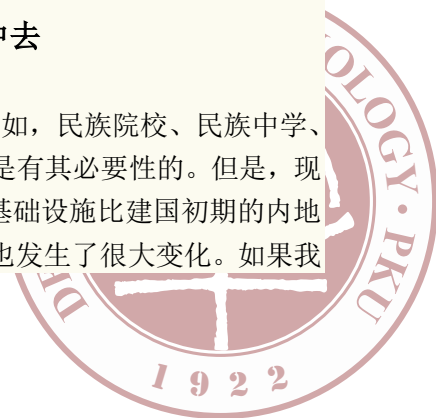 中去
如，民族院校、民族中学、
是有其必要性的。但是，现
基础设施比建国初期的内地
也发生了很大变化。如果我
OLOGY·PKU
1922